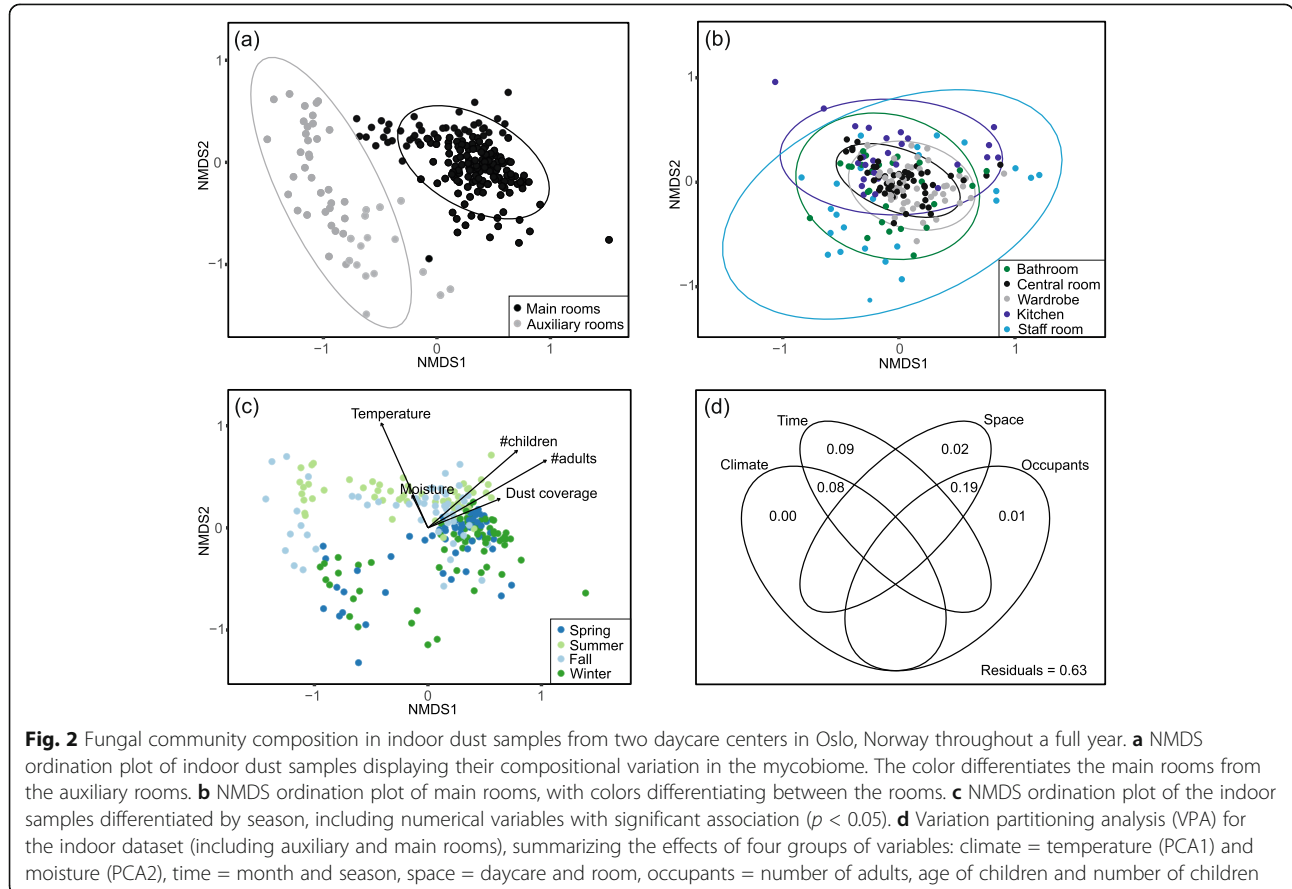 (a)
1
0
−1
NMDS2
−1
0
1
NMDS1
Main rooms
Auxiliary rooms
(b)
1
0
−1
NMDS2
−1
0
1
NMDS1
Bathroom
Central room
Wardrobe
Kitchen
Staff room
(c)
1
0
−1
NMDS2
Temperature
#children
#adults
Moisture
Dust coverage
−1
0
1
NMDS1
Spring
Summer
Fall
Winter
(d)
Time
Space
Climate
Occupants
0.09
0.02
0.08
0.19
0.00
0.01
Residuals = 0.63
Fig. 2 Fungal community composition in indoor dust samples from two daycare centers in Oslo, Norway throughout a full year. a NMDS
ordination plot of indoor dust samples displaying their compositional variation in the mycobiome. The color differentiates the main rooms from
the auxiliary rooms. b NMDS ordination plot of main rooms, with colors differentiating between the rooms. c NMDS ordination plot of the indoor
samples differentiated by season, including numerical variables with significant association (p < 0.05). d Variation partitioning analysis (VPA) for
the indoor dataset (including auxiliary and main rooms), summarizing the effects of four groups of variables: climate = temperature (PCA1) and
moisture (PCA2), time = month and season, space = daycare and room, occupants = number of adults, age of children and number of children